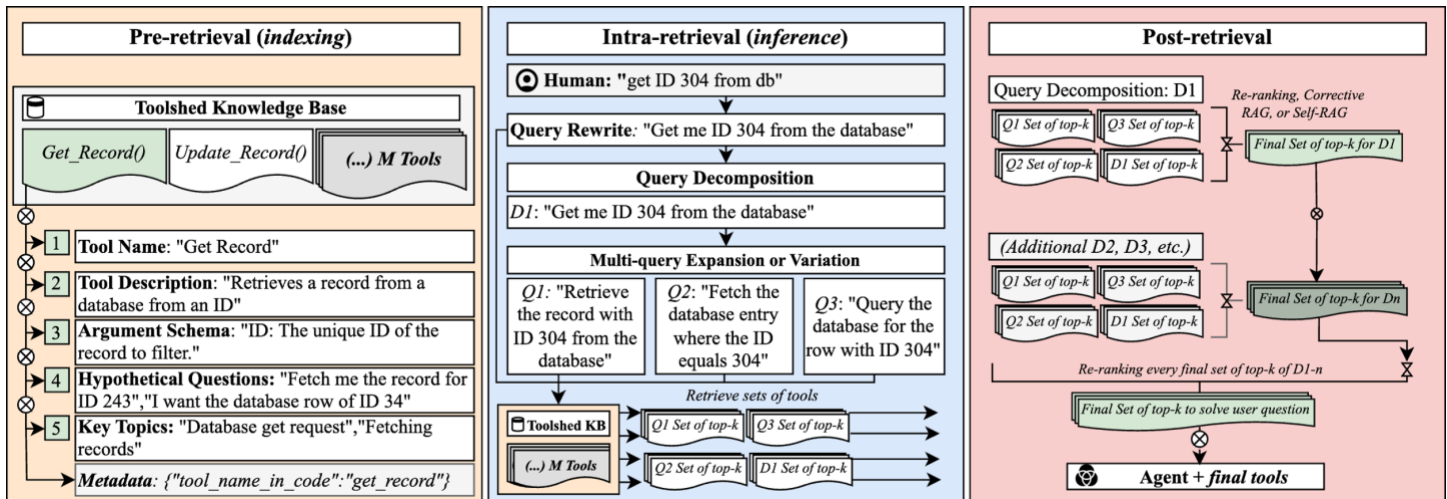 Pre-retrieval (indexing)
Toolshed Knowledge Base
Get_Record()
Update_Record()
(...) M Tools
1
Tool Name: "Get Record"
2
Tool Description: "Retrieves a record from a
database from an ID"
3
Argument Schema: "ID: The unique ID of the
record to filter."
4
Hypothetical Questions: "Fetch me the record for
ID 243","I want the database row of ID 34"
5
Key Topics: "Database get request","Fetching
records"
Metadata: {"tool_name_in_code":"get_record"}
Intra-retrieval (inference)
Human: "get ID 304 from db"
Query Rewrite: "Get me ID 304 from the database"
Query Decomposition
D1: "Get me ID 304 from the database"
Multi-query Expansion or Variation
Q1: "Retrieve
the record with
ID 304 from the
database"
Q2: "Fetch the
database entry
where the ID
equals 304"
Q3: "Query the
database for the
row with ID 304"
Retrieve sets of tools
Toolshed KB
(...) M Tools
Q1 Set of top-k
Q3 Set of top-k
Q2 Set of top-k
D1 Set of top-k
Post-retrieval
Query Decomposition: D1
Re-ranking, Corrective
RAG, or Self-RAG
Q1 Set of top-k
Q3 Set of top-k
Q2 Set of top-k
D1 Set of top-k
Final Set of top-k for D1
(Additional D2, D3, etc.)
Q1 Set of top-k
Q3 Set of top-k
Q2 Set of top-k
D1 Set of top-k
Final Set of top-k for Dn
Re-ranking every final set of top-k of D1-n
Final Set of top-k to solve user question
Agent + final tools